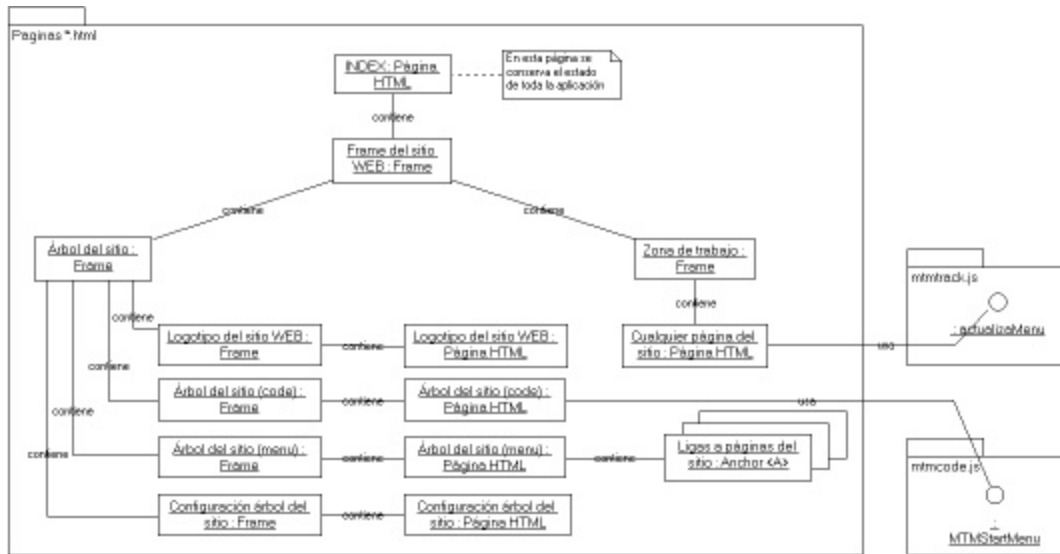 Paginas *.html
INDEX : Página
HTML
En esta página se
conserva el estado
de toda la aplicación
contiene
Frame del sitio
WEB : Frame
contiene
contiene
Árbol del sitio :
Frame
Zona de trabajo :
Frame
mtmtrack.js
contiene
contiene
Logotipo del sitio WEB :
Frame
contiene
Logotipo del sitio WEB :
Página HTML
Cualquier página del
sitio : Página HTML
usa
: actualizaMenu
contiene
Árbol del sitio (code) :
Frame
contiene
Árbol del sitio (code) :
Página HTML
usa
contiene
Árbol del sitio (menu) :
Frame
contiene
Árbol del sitio (menu) :
Página HTML
contiene
Ligas a páginas del
sitio : Anchor <A>
contiene
mtmcode.js
Configuración árbol del
sitio : Frame
contiene
Configuración árbol del
sitio : Página HTML
:
MTMStartMenu